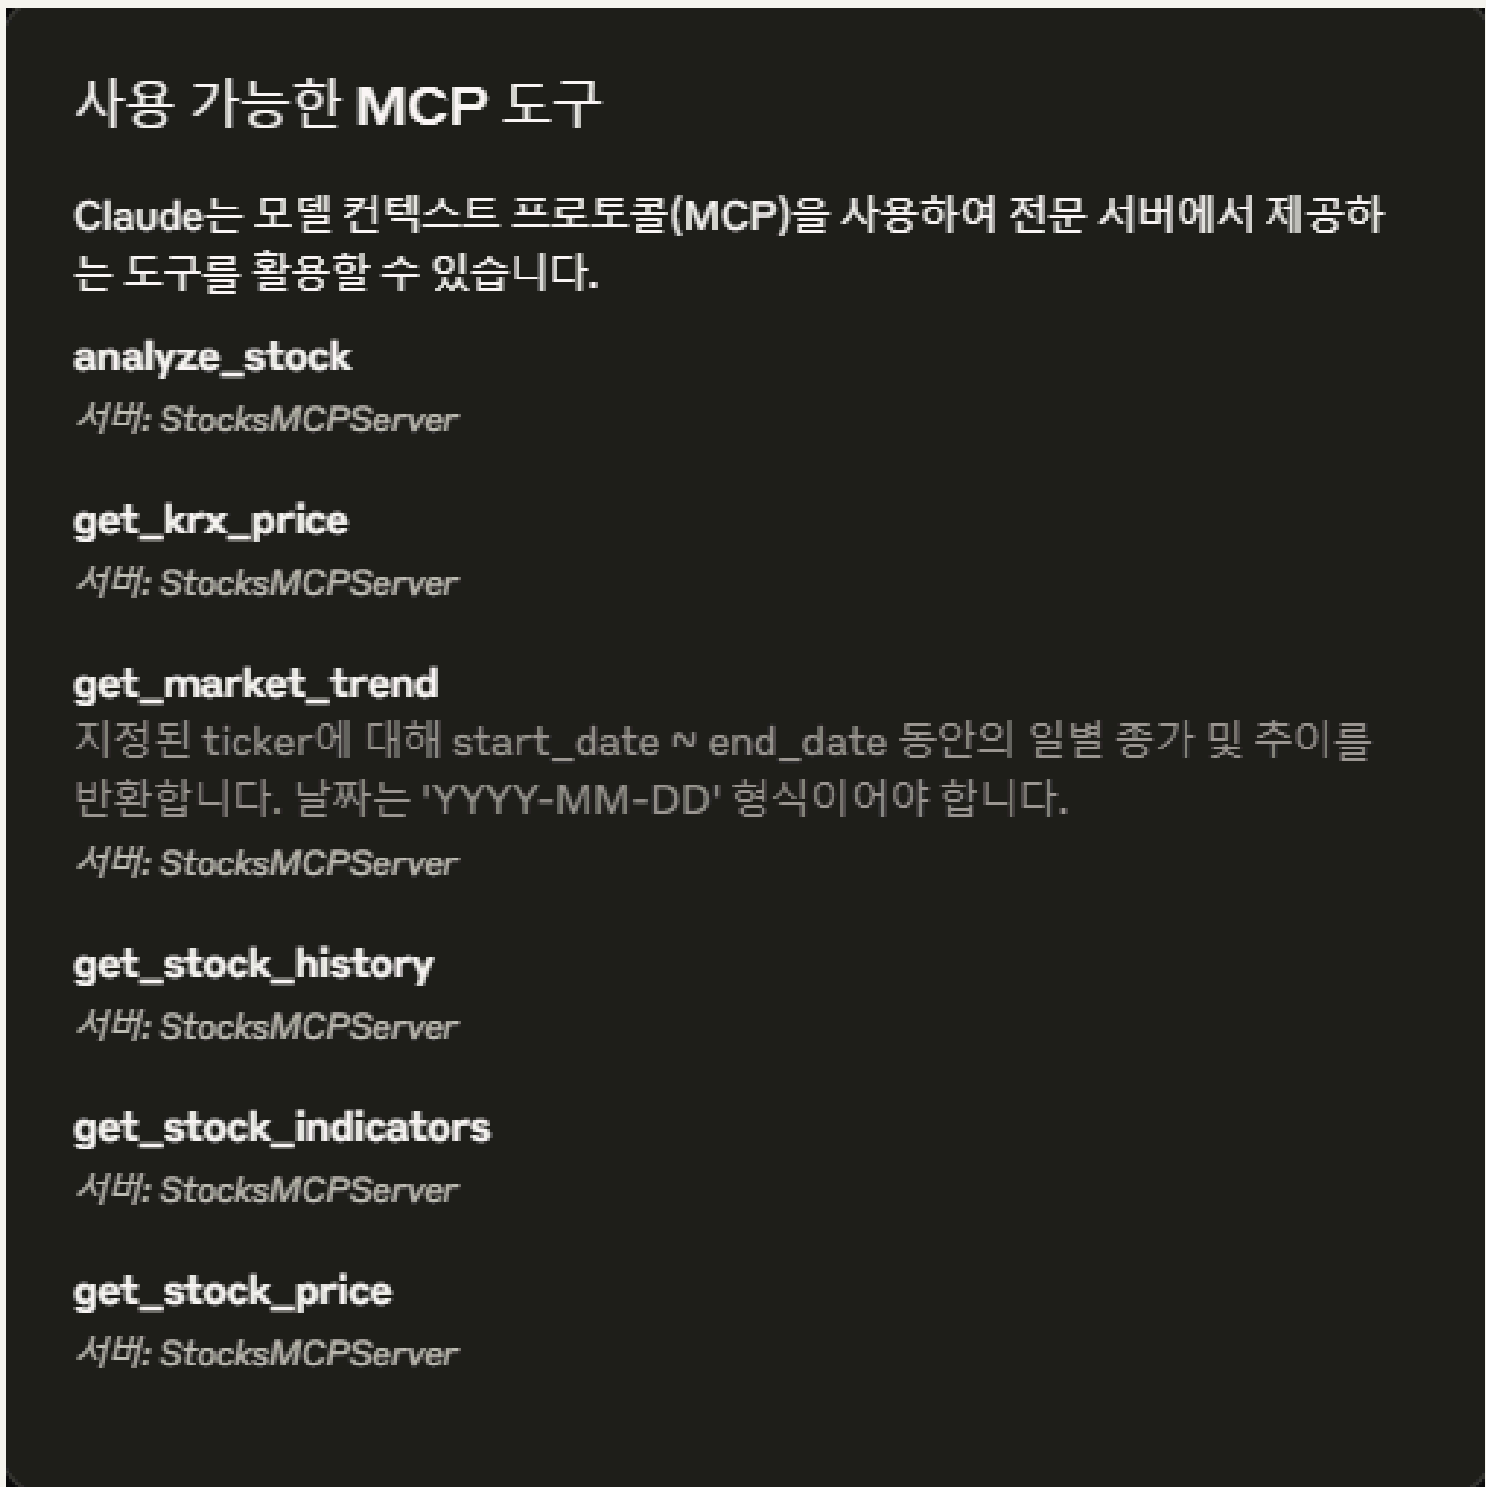 사용 가능한 MCP 도구
Claude는 모델 컨텍스트 프로토콜(MCP)을 사용하여 전문 서버에서 제공하
는 도구를 활용할 수 있습니다.
analyze_stock
서버: StocksMCPServer
get_krx_price
서버: StocksMCPServer
get_market_trend
지정된 ticker에 대해 start_date ~ end_date 동안의 일별 종가 및 추이를
반환합니다. 날짜는 'YYYY-MM-DD' 형식이어야 합니다.
서버: StocksMCPServer
get_stock_history
서버: StocksMCPServer
get_stock_indicators
서버: StocksMCPServer
get_stock_price
서버: StocksMCPServer